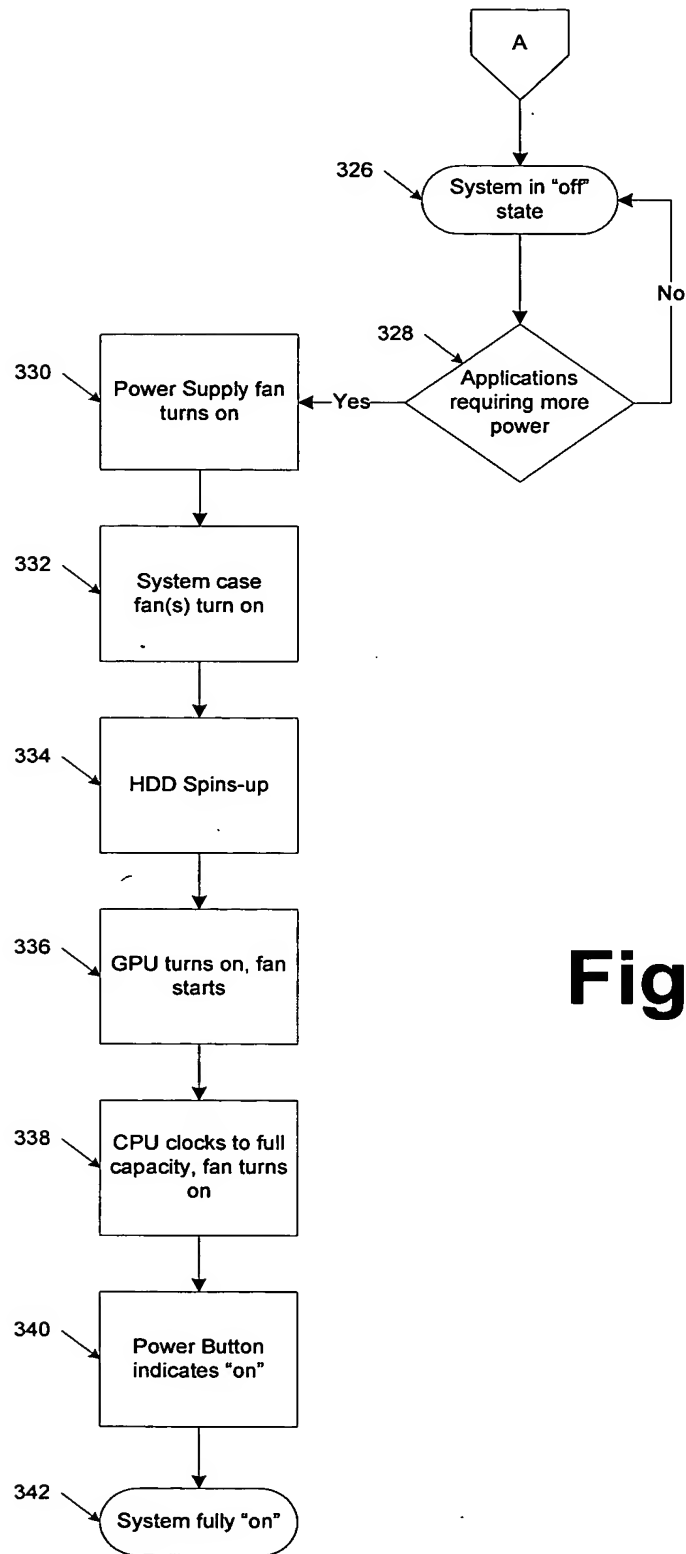 A
326
System in “off”
state
No
328
Applications
requiring more
power
Yes
330
Power Supply fan
turns on
332
System case
fan(s) turn on
334
HDD Spins-up
336
GPU turns on, fan
starts
Fig
338
CPU clocks to full
capacity, fan turns
on
340
Power Button
indicates “on”
342
System fully “on”